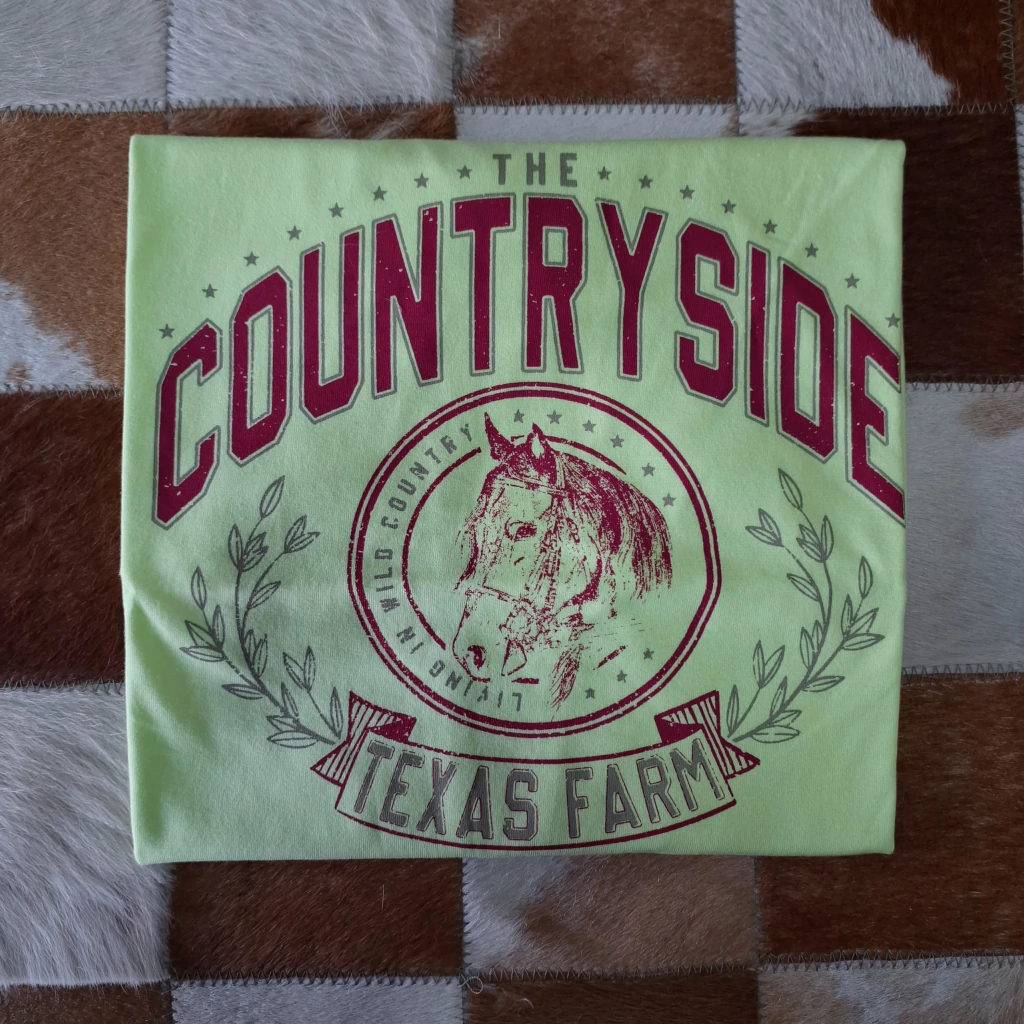 THE
COUNTRYSIDE
LIVING IN WILD COUNTRY
TEXAS FARM